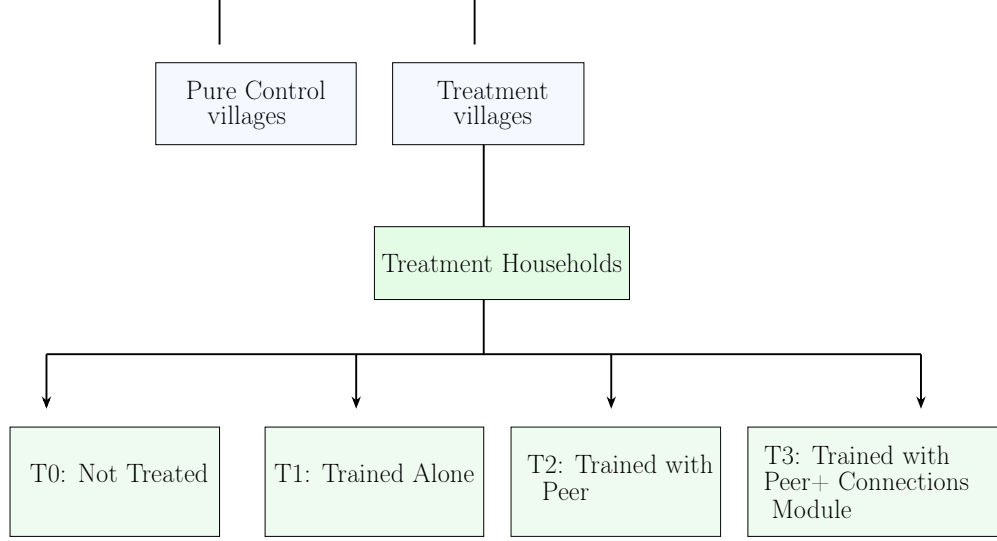 Pure Control
villages
Treatment
villages
Treatment Households
T0: Not Treated
T1: Trained Alone
T2: Trained with
Peer
T3: Trained with
Peer+ Connections
Module